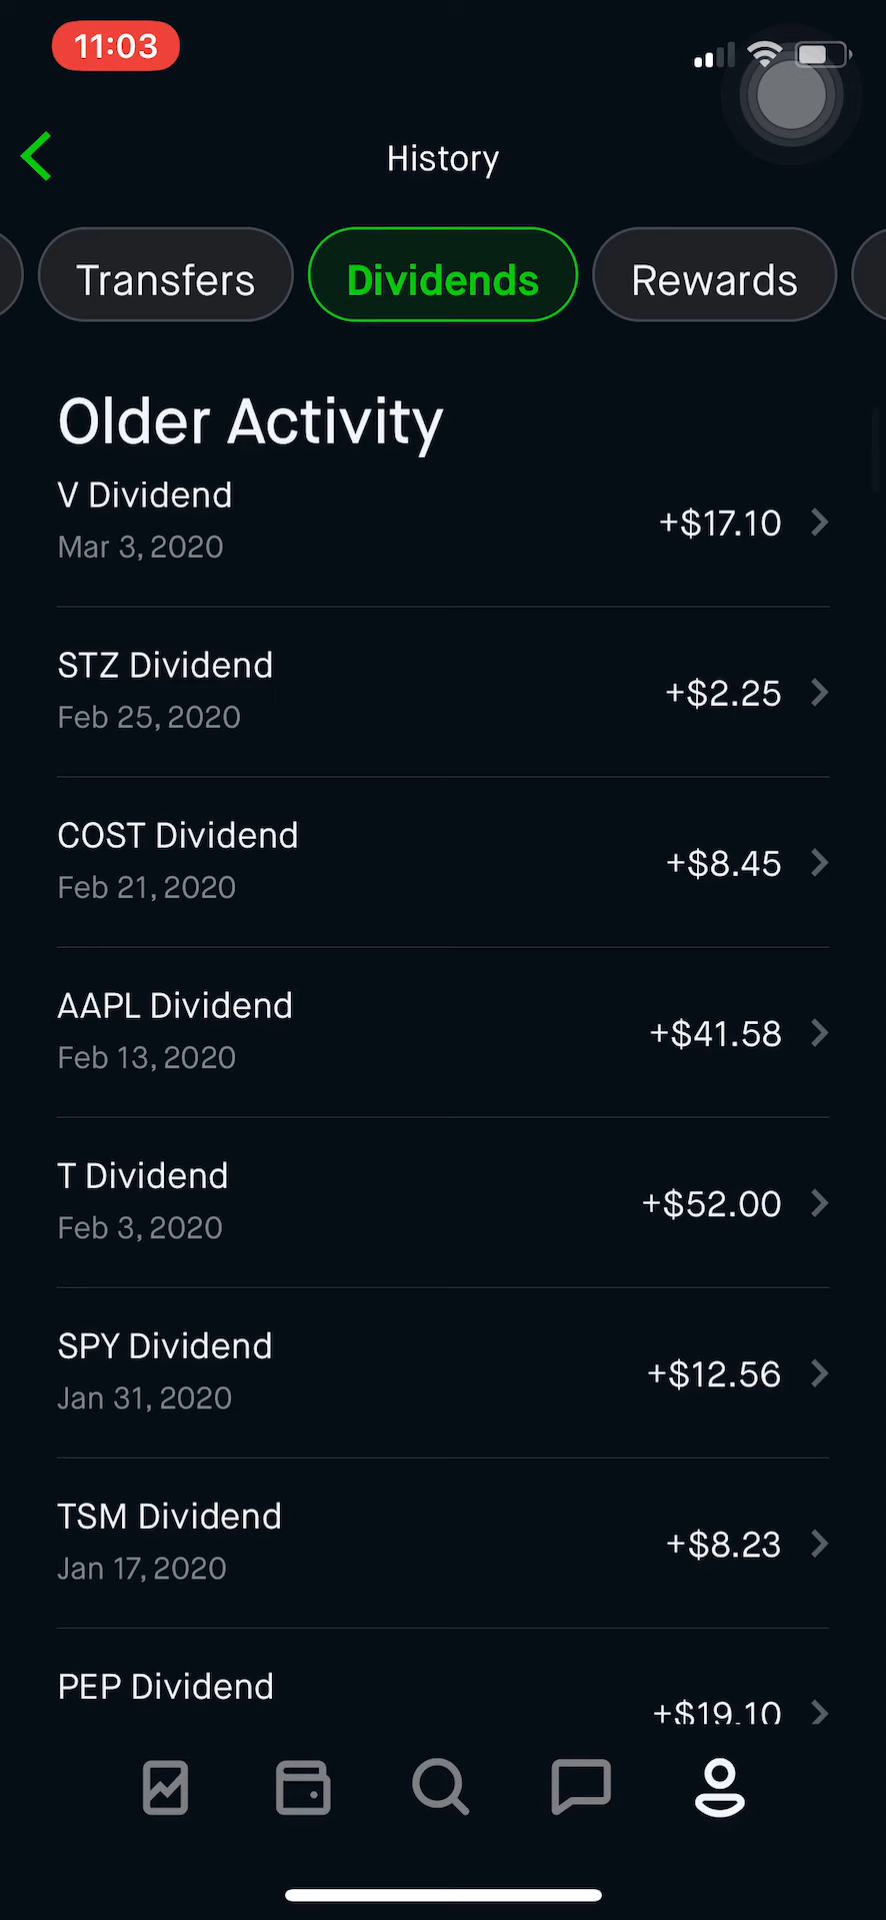 11:03
History
Transfers
Dividends
Rewards
Older Activity
V Dividend
Mar 3, 2020
+$17.10
STZ Dividend
Feb 25, 2020
+$2.25
COST Dividend
Feb 21, 2020
+$8.45
AAPL Dividend
Feb 13, 2020
+$41.58
T Dividend
Feb 3, 2020
+$52.00
SPY Dividend
Jan 31, 2020
+$12.56
TSM Dividend
Jan 17, 2020
+$8.23
PEP Dividend
+$19.10